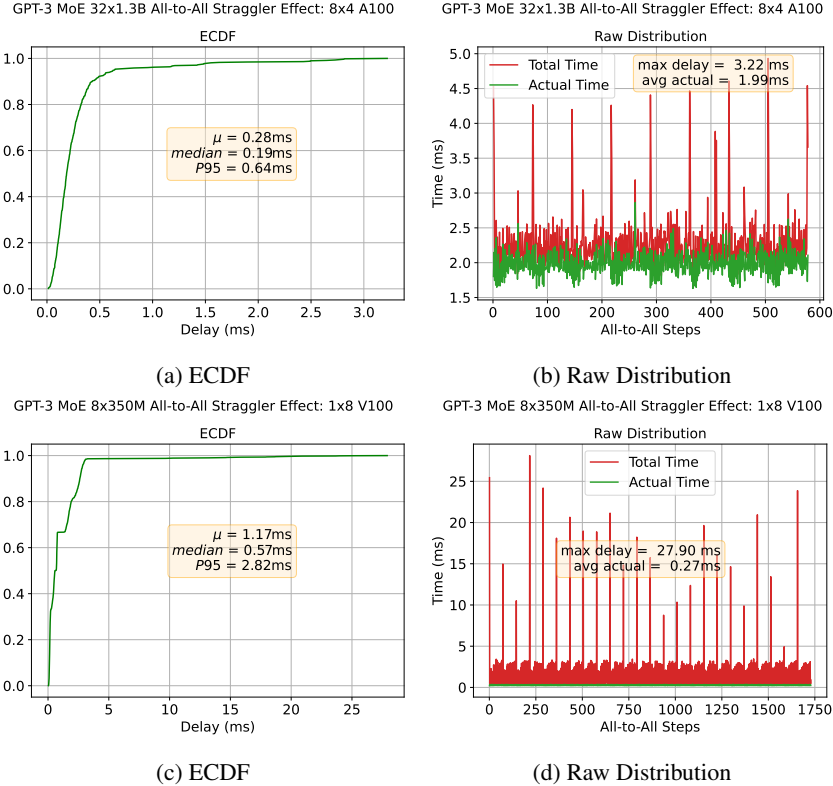 GPT-3 MoE 32x1.3B All-to-All Straggler Effect: 8x4 A100
ECDF
1.0
0.8
0.6
0.4
0.2
0.0
μ = 0.28ms
median = 0.19ms
P95 = 0.64ms
0.0 0.5 1.0 1.5 2.0 2.5 3.0
Delay (ms)
(a) ECDF
GPT-3 MoE 32x1.3B All-to-All Straggler Effect: 8x4 A100
Raw Distribution
Time (ms)
5.0
4.5
4.0
3.5
3.0
2.5
2.0
1.5
Total Time
Actual Time
max delay = 3.22 ms
avg actual = 1.99ms
0 100 200 300 400 500 600
All-to-All Steps
(b) Raw Distribution
GPT-3 MoE 8x350M All-to-All Straggler Effect: 1x8 V100
ECDF
1.0
0.8
0.6
0.4
0.2
0.0
μ = 1.17ms
median = 0.57ms
P95 = 2.82ms
0 5 10 15 20 25
Delay (ms)
(c) ECDF
GPT-3 MoE 8x350M All-to-All Straggler Effect: 1x8 V100
Raw Distribution
Time (ms)
25
20
15
10
5
0
Total Time
Actual Time
max delay = 27.90 ms
avg actual = 0.27ms
0 250 500 750 1000 1250 1500 1750
All-to-All Steps
(d) Raw Distribution